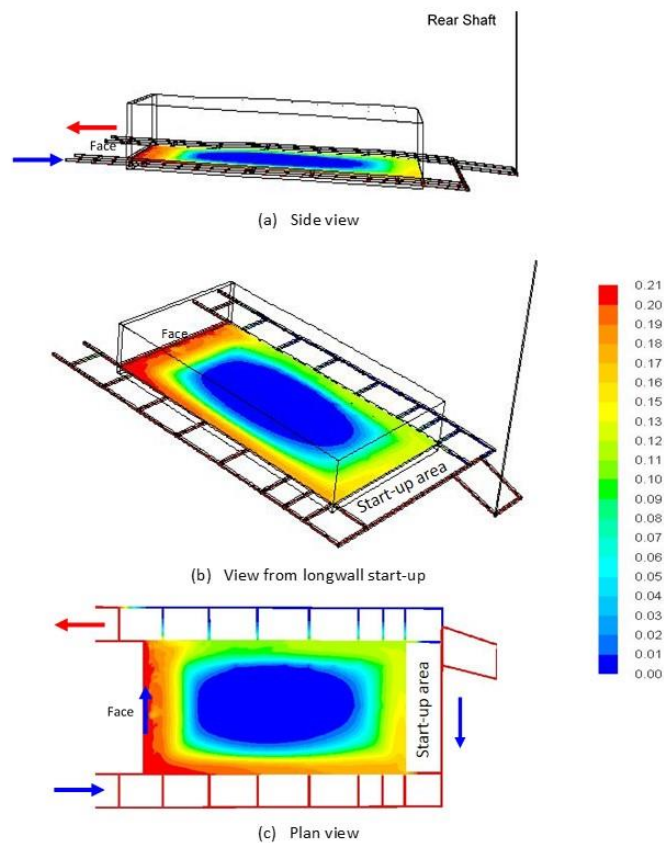 Rear Shaft
Face
(a) Side view
Face
Start-up area
(b) View from longwall start-up
0.21
0.20
0.19
0.18
0.17
0.16
0.15
0.14
0.13
0.12
0.11
0.10
0.09
0.08
0.07
0.06
0.05
0.04
0.03
0.02
0.01
0.00
Face
Start-up area
(c) Plan view